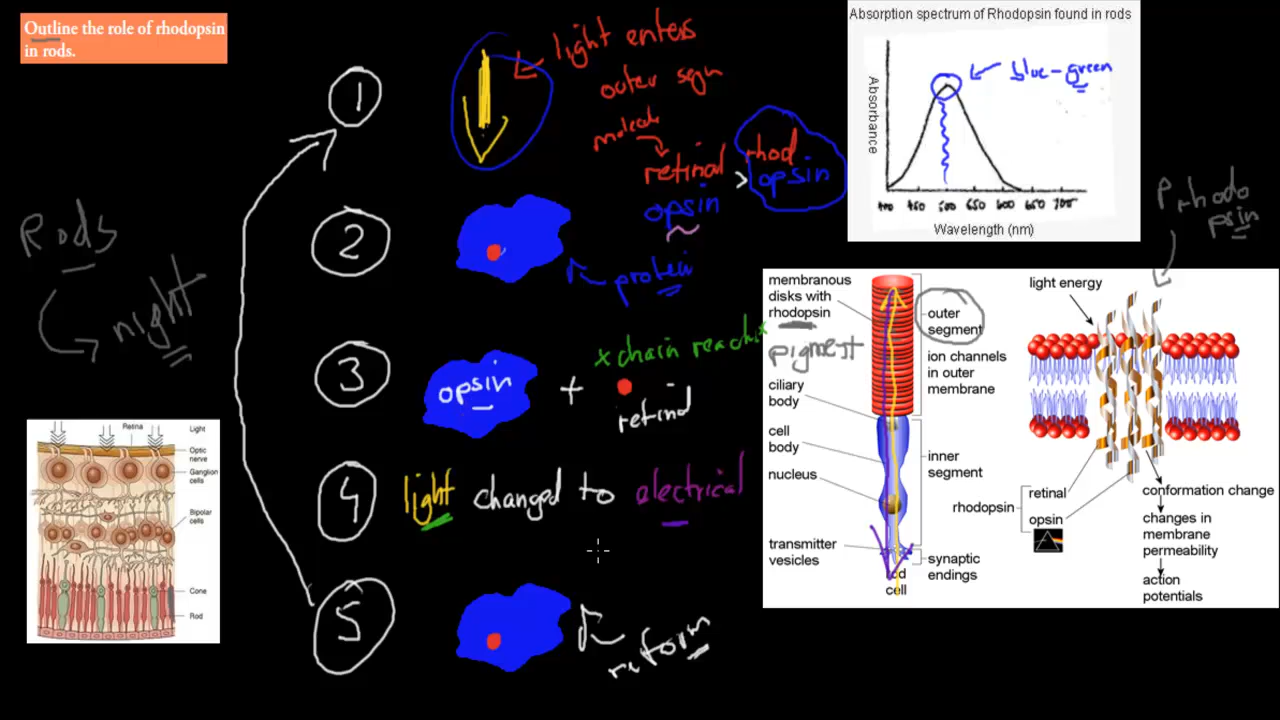 Outline the role of rhodopsin
in rods.
1
light enters
outer segn
molecule
retinal
opsin
rhod
opsin
2
protein
Rods
night
3
opsin
+
x chain reaction x
retinal
4
light changed to electrical
5
reform
Retina
Light
Optic
nerve
Ganglion
cells
Bipolar
cells
Cone
Rod
Absorption spectrum of Rhodopsin found in rods
blue-green
Absorbance
400 450 500 550 600 650 700
Wavelength (nm)
rhodo
psin
membranous
disks with
rhodopsin
pigment
ciliary
body
cell
body
nucleus
transmitter
vesicles
outer
segment
ion channels
in outer
membrane
inner
segment
synaptic
endings
rod
cell
light energy
rhodopsin
retinal
opsin
conformation change
changes in
membrane
permeability
action
potentials